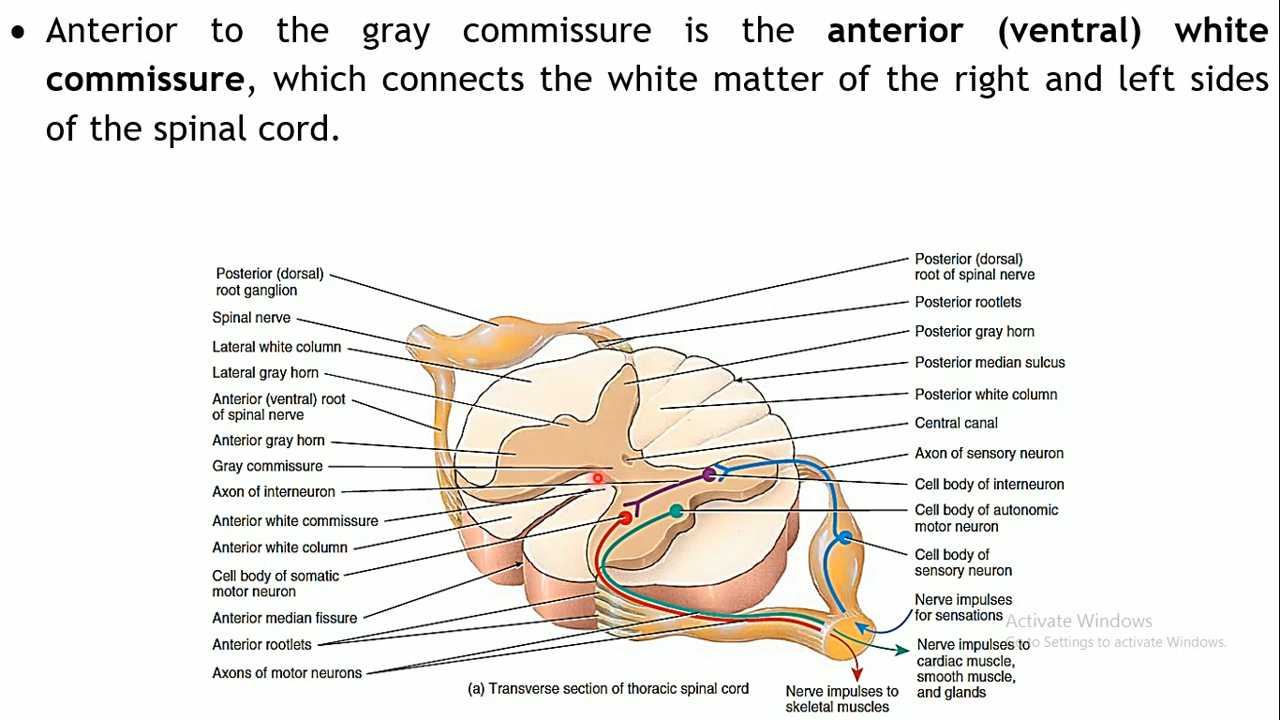 • Anterior to the gray commissure is the anterior (ventral) white
commissure, which connects the white matter of the right and left sides
of the spinal cord.
Posterior (dorsal)
root ganglion
Spinal nerve
Lateral white column
Lateral gray horn
Anterior (ventral) root
of spinal nerve
Anterior gray horn
Gray commissure
Axon of interneuron
Anterior white commissure
Anterior white column
Cell body of somatic
motor neuron
Anterior median fissure
Anterior rootlets
Axons of motor neurons
Posterior (dorsal)
root of spinal nerve
Posterior rootlets
Posterior gray horn
Posterior median sulcus
Posterior white column
Central canal
Axon of sensory neuron
Cell body of interneuron
Cell body of autonomic
motor neuron
Cell body of
sensory neuron
Nerve impulses
for sensations
Nerve impulses to
cardiac muscle,
smooth muscle,
and glands
Nerve impulses to
skeletal muscles
(a) Transverse section of thoracic spinal cord
Activate Windows
Go to Settings to activate Windows.